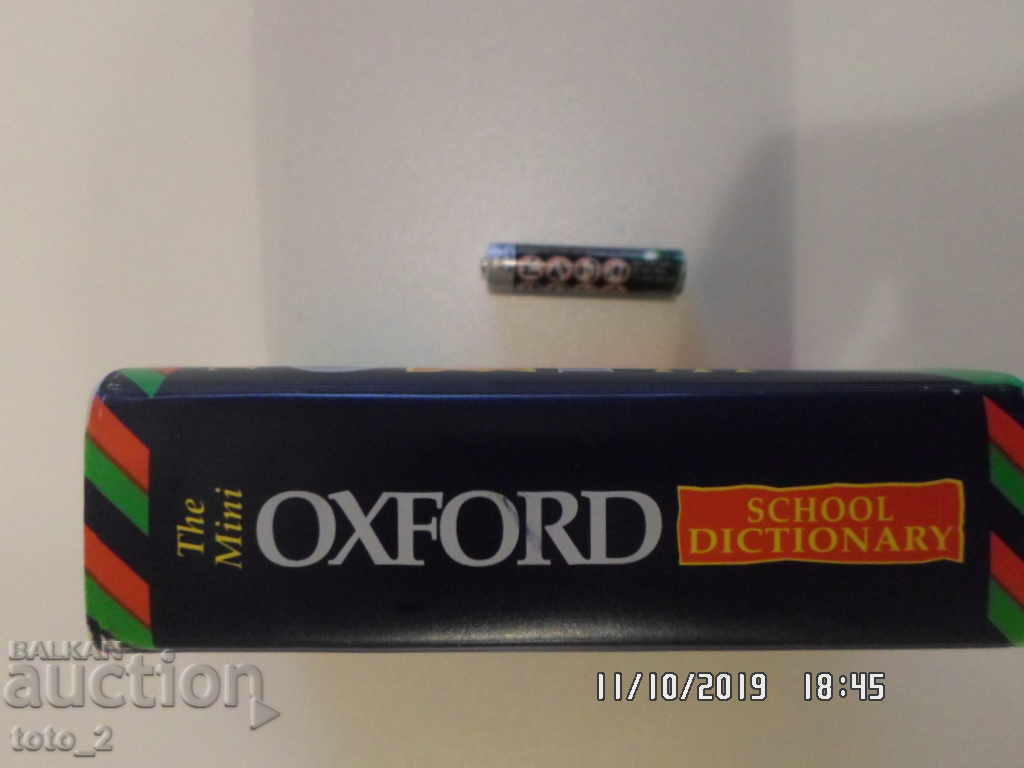 The
Mini
OXFORD
SCHOOL
DICTIONARY
BALKAN
auction
toto_2
11/10/2019 18:45